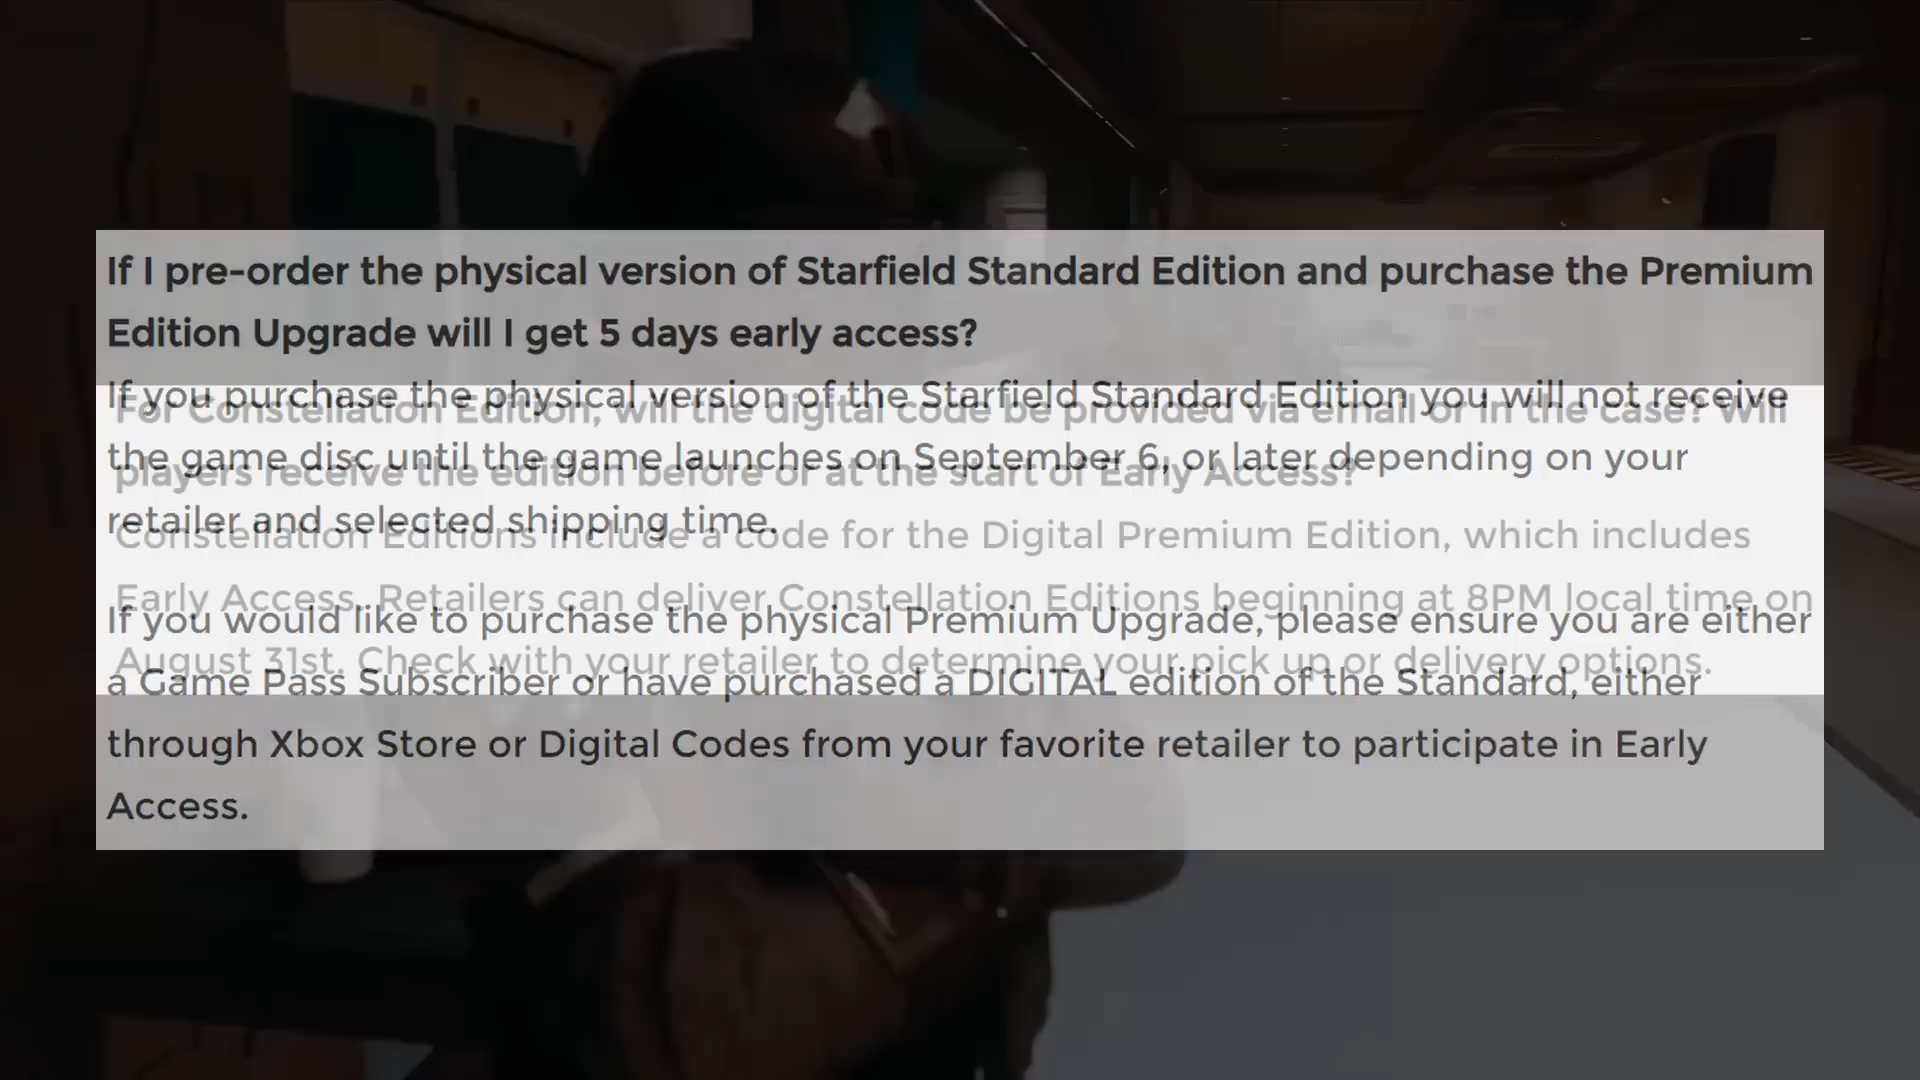 If I pre-order the physical version of Starfield Standard Edition and purchase the Premium
Edition Upgrade will I get 5 days early access?
If you purchase the physical version of the Starfield Standard Edition you will not receive
the game disc until the game launches on September 6, or later depending on your
retailer and selected shipping time.
If you would like to purchase the physical Premium Upgrade, please ensure you are either
a Game Pass Subscriber or have purchased a DIGITAL edition of the Standard, either
through Xbox Store or Digital Codes from your favorite retailer to participate in Early
Access.
For Constellation Edition, will the digital code be provided via email or in the case? Will
players receive the edition before or at the start of Early Access?
Constellation Editions include a code for the Digital Premium Edition, which includes
Early Access. Retailers can deliver Constellation Editions beginning at 8PM local time on
August 31st. Check with your retailer to determine your pick up or delivery options.